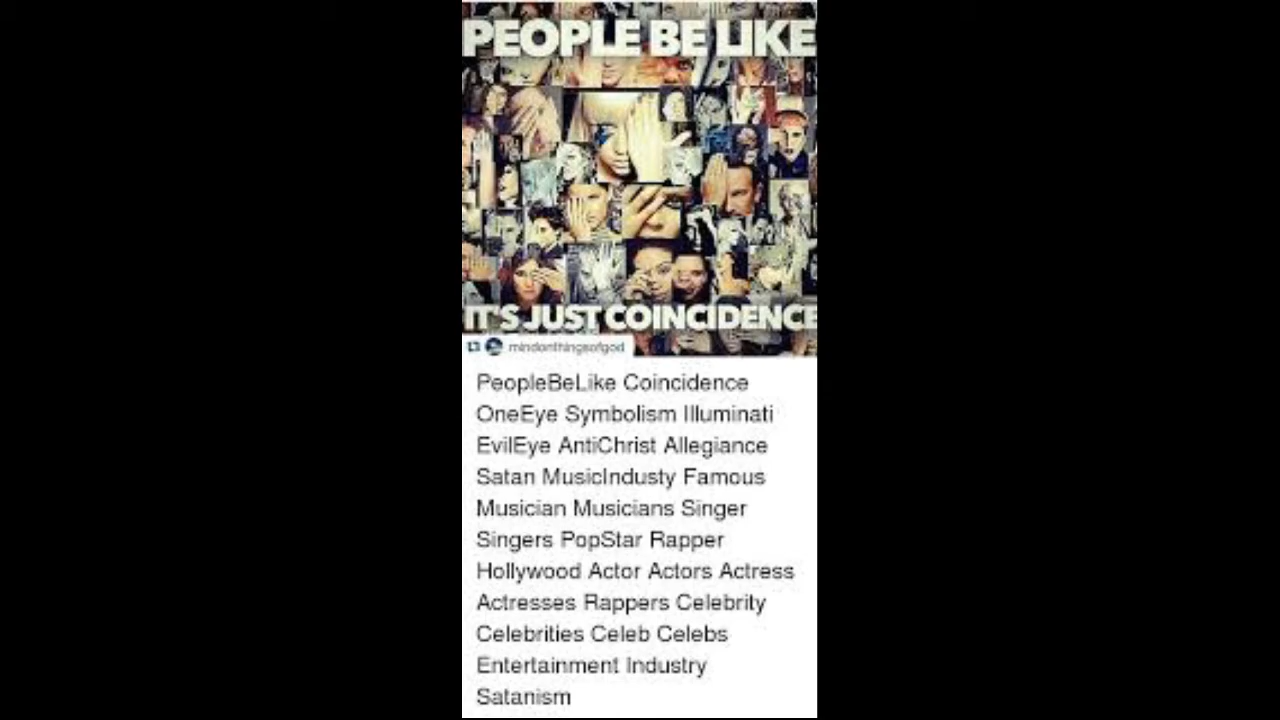 PEOPLE BE LIKE
IT'S JUST COINCIDENCE
mindonthingsofgod
PeopleBeLike Coincidence
OneEye Symbolism Illuminati
EvilEye AntiChrist Allegiance
Satan MusicIndusty Famous
Musician Musicians Singer
Singers PopStar Rapper
Hollywood Actor Actors Actress
Actresses Rappers Celebrity
Celebrities Celeb Celebs
Entertainment Industry
Satanism